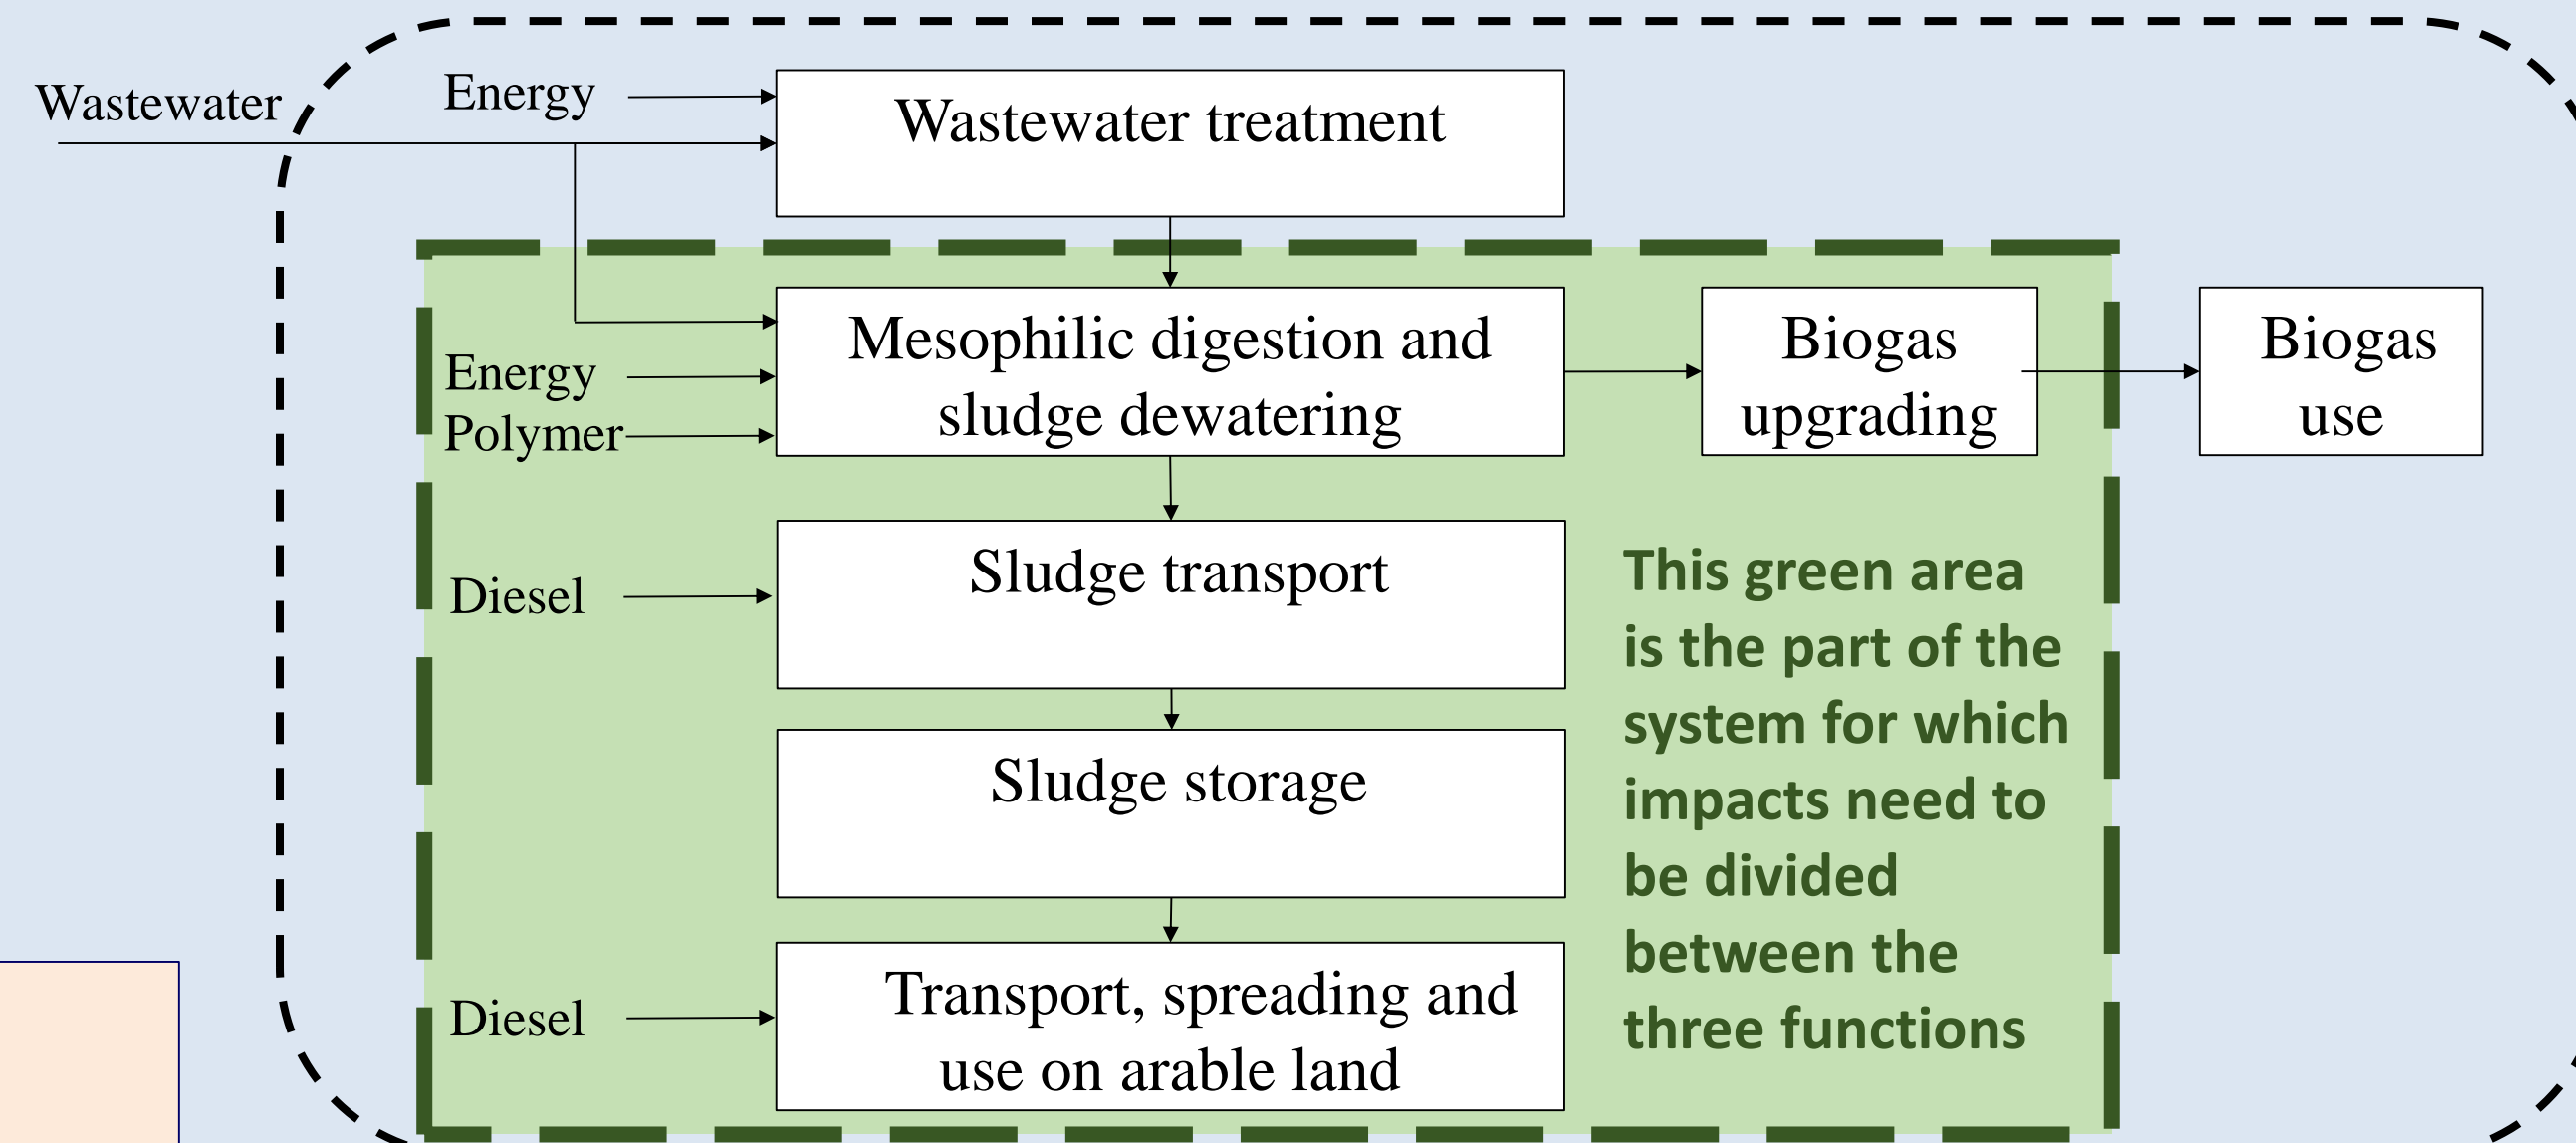 Wastewater
Energy
Wastewater treatment
Energy
Polymer
Mesophilic digestion and
sludge dewatering
Biogas
upgrading
Biogas
use
Diesel
Sludge transport
Sludge storage
Diesel
Transport, spreading and
use on arable land
This green area
is the part of the
system for which
impacts need to
be divided
between the
three functions